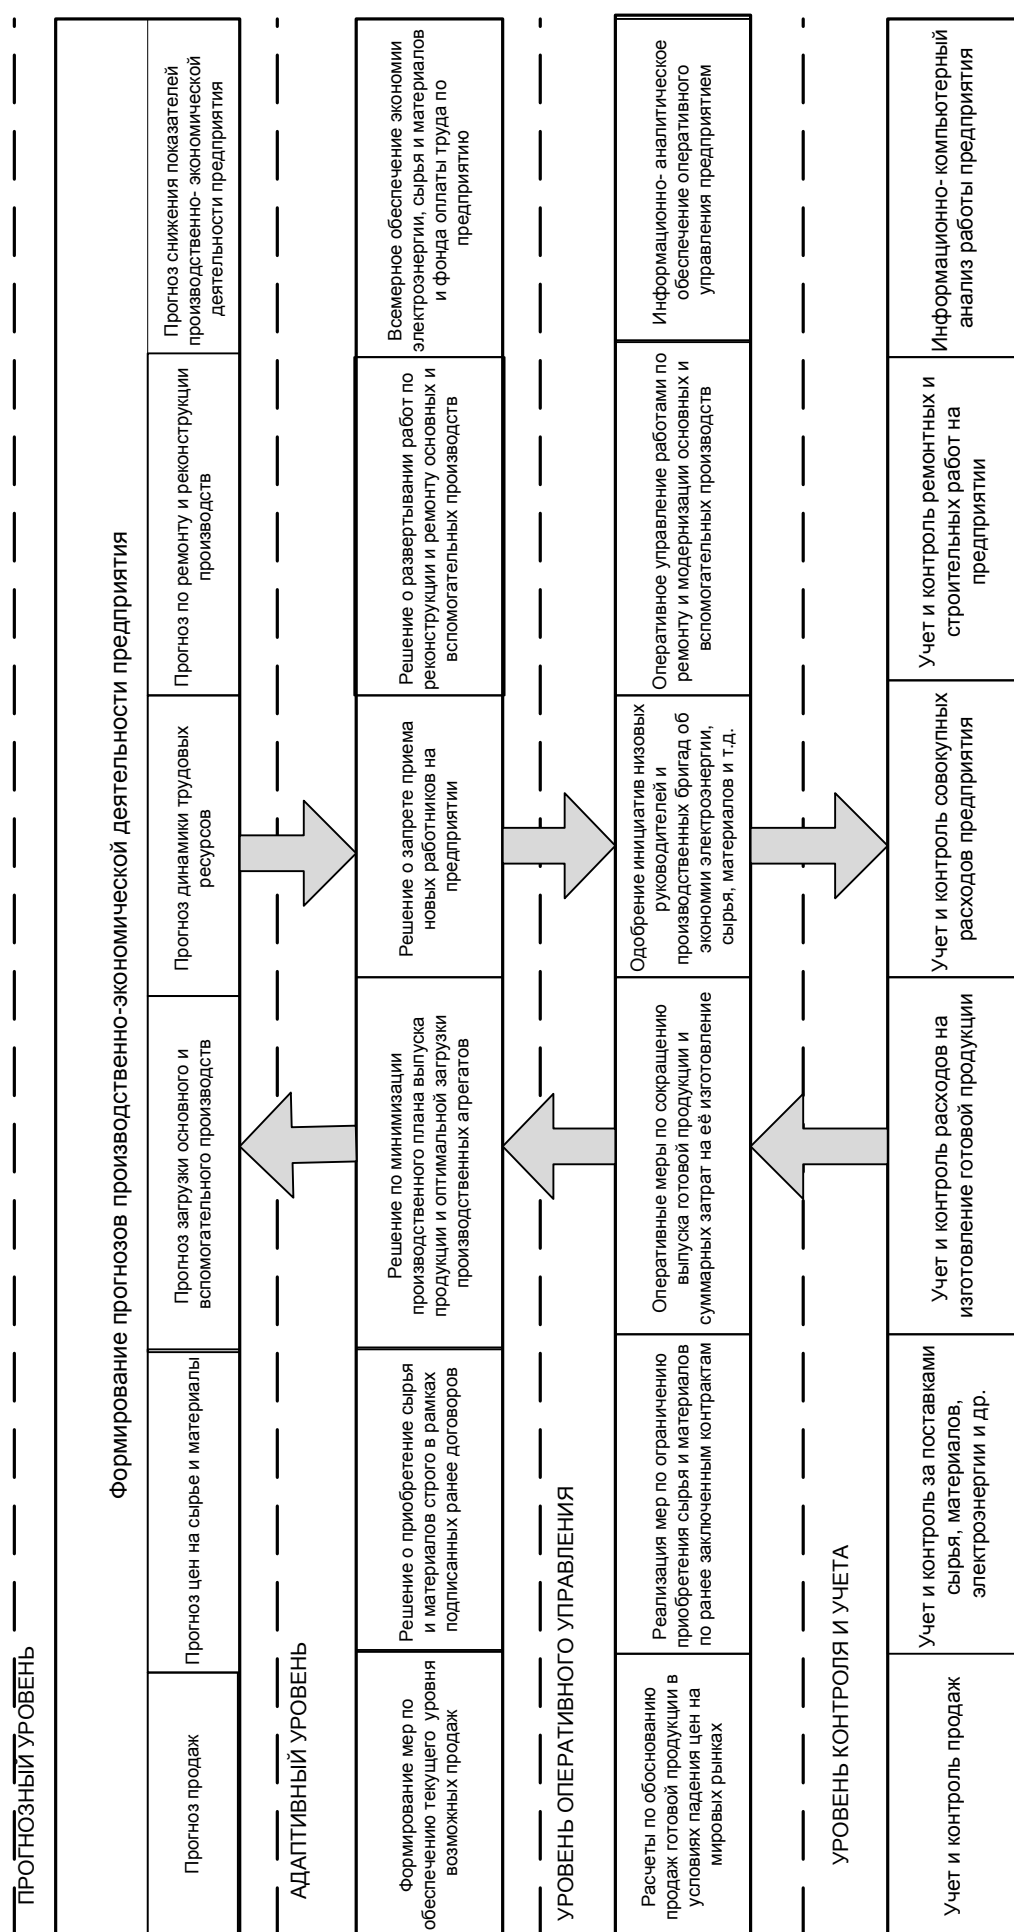 ПРОГНОЗНЫЙ УРОВЕНЬ
Формирование прогнозов производственно-экономической деятельности предприятия
Прогноз продаж
Прогноз цен на сырье и материалы
Прогноз загрузки основного и
вспомогательного производств
Прогноз динамики трудовых
ресурсов
Прогноз по ремонту и реконструкции
производств
Прогноз снижения показателей
производственно- экономической
деятельности предприятия
АДАПТИВНЫЙ УРОВЕНЬ
Формирование мер по
обеспечению текущего уровня
возможных продаж
Решение о приобретение сырья
и материалов строго в рамках
подписанных ранее договоров
Решение по минимизации
производственного плана выпуска
продукции и оптимальной загрузки
производственных агрегатов
Решение о запрете приема
новых работников на
предприятии
Решение о развертывании работ по
реконструкции и ремонту основных и
вспомогательных производств
Всемерное обеспечение экономии
электроэнергии, сырья и материалов
и фонда оплаты труда по
предприятию
УРОВЕНЬ ОПЕРАТИВНОГО УПРАВЛЕНИЯ
Расчеты по обоснованию
продаж готовой продукции в
условиях падения цен на
мировых рынках
Реализация мер по ограничению
приобретения сырья и материалов
по ранее заключенным контрактам
Оперативные меры по сокращению
выпуска готовой продукции и
суммарных затрат на её изготовление
Одобрение инициатив низовых
руководителей и
производственных бригад об
экономии электроэнергии,
сырья, материалов и т.д.
Оперативное управление работами по
ремонту и модернизации основных и
вспомогательных производств
Информационно- аналитическое
обеспечение оперативного
управления предприятием
УРОВЕНЬ КОНТРОЛЯ И УЧЕТА
Учет и контроль продаж
Учет и контроль за поставками
сырья, материалов,
электроэнергии и др.
Учет и контроль расходов на
изготовление готовой продукции
Учет и контроль совокупных
расходов предприятия
Учет и контроль ремонтных и
строительных работ на
предприятии
Информационно- компьютерный
анализ работы предприятия